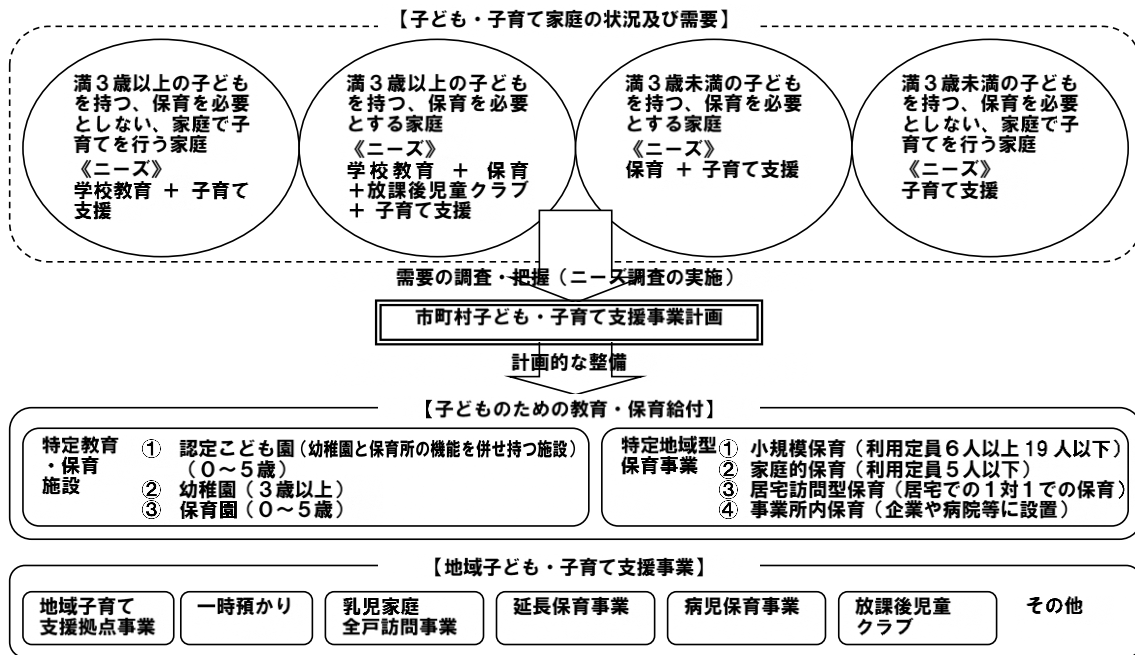 【子ども・子育て家庭の状況及び需要】
満３歳以上の子ども
を持つ、保育を必要
としない、家庭で子
育てを行う家庭
《ニーズ》
学校教育 ＋ 子育て
支援
満３歳以上の子ども
を持つ、保育を必要
とする家庭
《ニーズ》
学校教育 ＋ 保育
＋放課後児童クラブ
＋ 子育て支援
満３歳未満の子ども
を持つ、保育を必要
とする家庭
《ニーズ》
保育 ＋ 子育て支援
満３歳未満の子ども
を持つ、保育を必要
としない、家庭で子
育てを行う家庭
《ニーズ》
子育て支援
需要の調査・把握（ニーズ調査の実施）
市町村子ども・子育て支援事業計画
計画的な整備
【子どものための教育・保育給付】
特定教育
・保育
施設
① 認定こども園（幼稚園と保育所の機能を併せ持つ施設）
（０～５歳）
② 幼稚園（３歳以上）
③ 保育園（０～５歳）
特定地域型
保育事業
① 小規模保育（利用定員６人以上 19 人以下）
② 家庭的保育（利用定員５人以下）
③ 居宅訪問型保育（居宅での１対１での保育）
④ 事業所内保育（企業や病院等に設置）
【地域子ども・子育て支援事業】
地域子育て
支援拠点事業
一時預かり
乳児家庭
全戸訪問事業
延長保育事業
病児保育事業
放課後児童
クラブ
その他